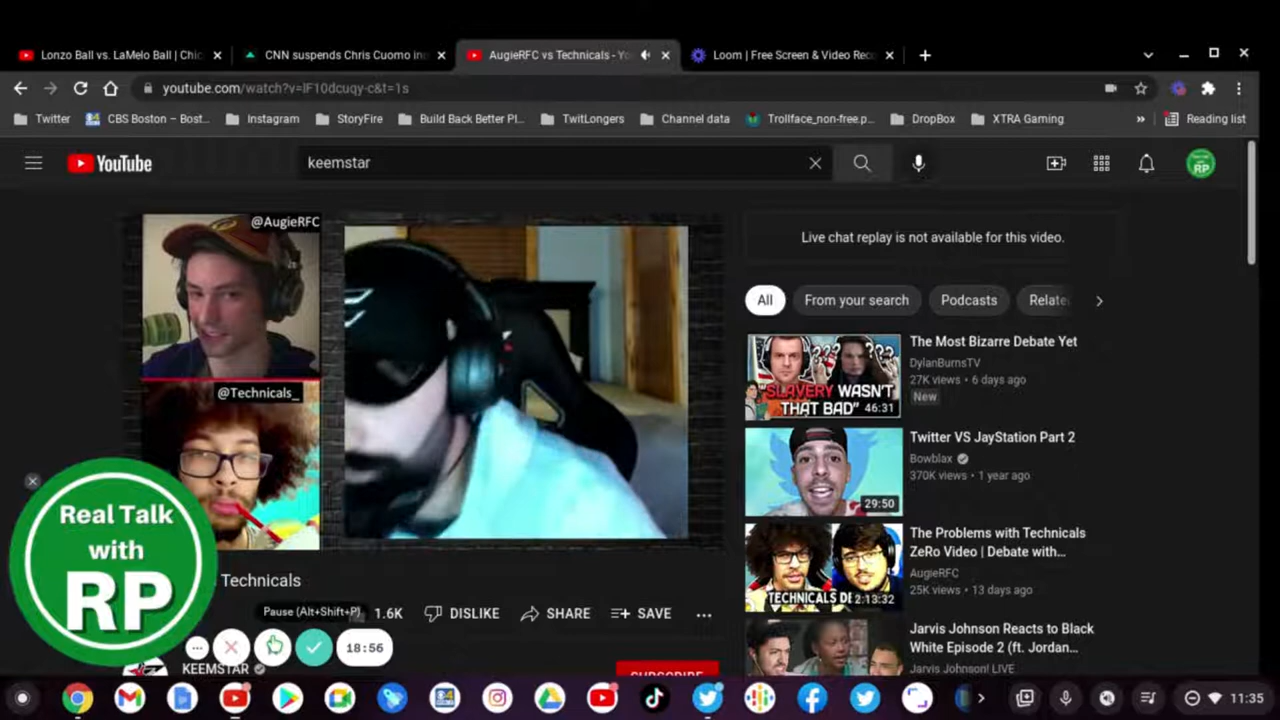 Lonzo Ball vs. LaMelo Ball | Chic
CNN suspends Chris Cuomo in
AugieRFC vs Technicals - Yo
Loom | Free Screen & Video Rec
youtube.com/watch?v=lF10dcuqy-c&t=1s
Twitter
CBS Boston – Bost...
Instagram
StoryFire
Build Back Better Pl...
TwitLongers
Channel data
Trollface_non-free.p...
DropBox
XTRA Gaming
»
Reading list
YouTube
keemstar
@AugieRFC
@Technicals_
Live chat replay is not available for this video.
All
From your search
Podcasts
Relate
The Most Bizarre Debate Yet
DylanBurnsTV
27K views • 6 days ago
New
"SLAVERY WASN'T
THAT BAD"
46:31
Twitter VS JayStation Part 2
Bowblax
370K views • 1 year ago
29:50
The Problems with Technicals
ZeRo Video | Debate with...
AugieRFC
25K views • 13 days ago
TECHNICALS DE
2:13:32
Jarvis Johnson Reacts to Black
White Episode 2 (ft. Jordan...
Jarvis Johnson! LIVE
Real Talk
with
RP
Technicals
Pause (Alt+Shift+P)
1.6K
DISLIKE
SHARE
SAVE
18:56
KEEMSTAR
SUBSCRIBE
11:35